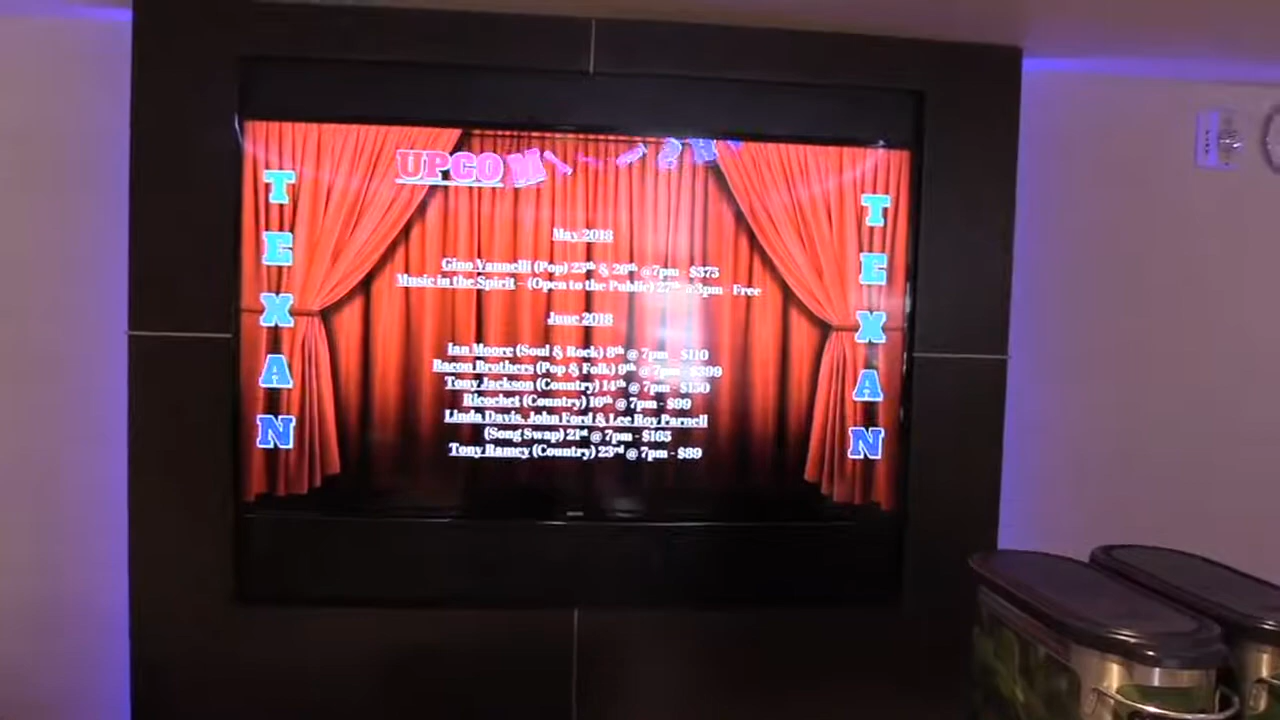 UPCOM
TEXAN
TEXAN
May 2018
Gino Vannelli (Pop) 25th & 26th @ 7pm - $375
Music in the Spirit - (Open to the Public) 27th @ 3pm - Free
June 2018
Ian Moore (Soul & Rock) 8th @ 7pm - $110
Bacon Brothers (Pop & Folk) 9th @ 7pm - $399
Tony Jackson (Country) 14th @ 7pm - $150
Ricochet (Country) 16th @ 7pm - $99
Linda Davis, John Ford & Lee Roy Parnell
(Song Swap) 21st @ 7pm - $165
Tony Ramey (Country) 23rd @ 7pm - $89